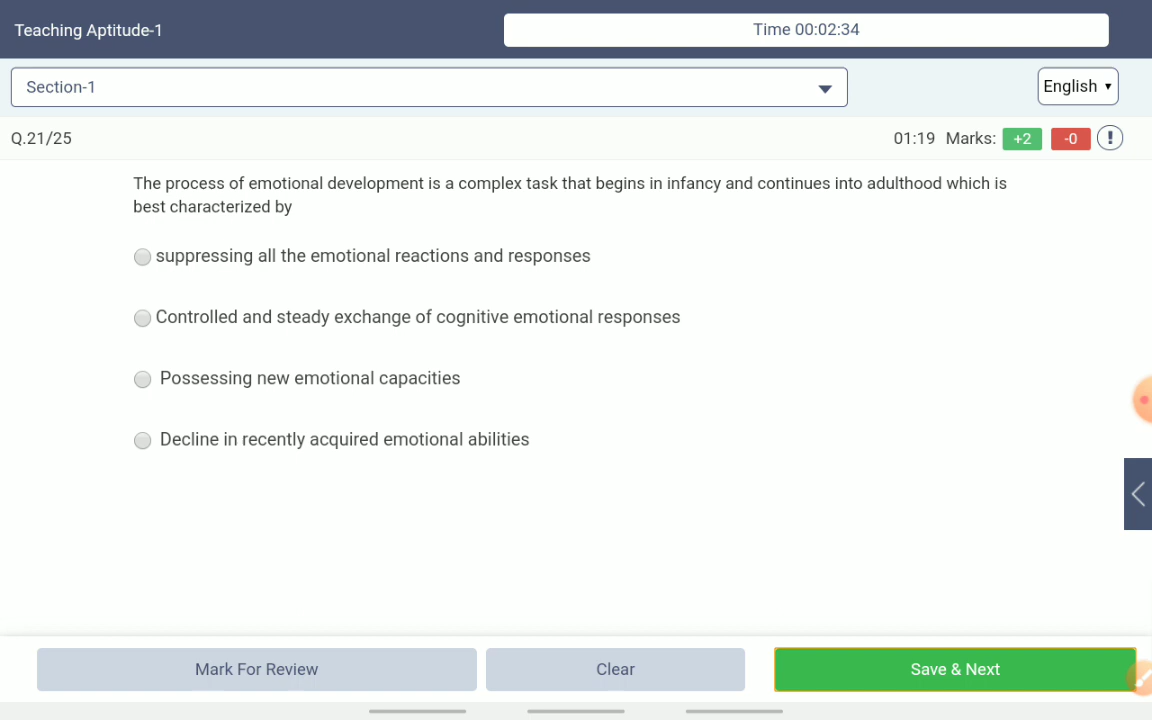 Teaching Aptitude-1
Time 00:02:34
Section-1
English
Q.21/25
01:19 Marks: +2 -0 !
The process of emotional development is a complex task that begins in infancy and continues into adulthood which is
best characterized by
suppressing all the emotional reactions and responses
Controlled and steady exchange of cognitive emotional responses
Possessing new emotional capacities
Decline in recently acquired emotional abilities
Mark For Review
Clear
Save & Next